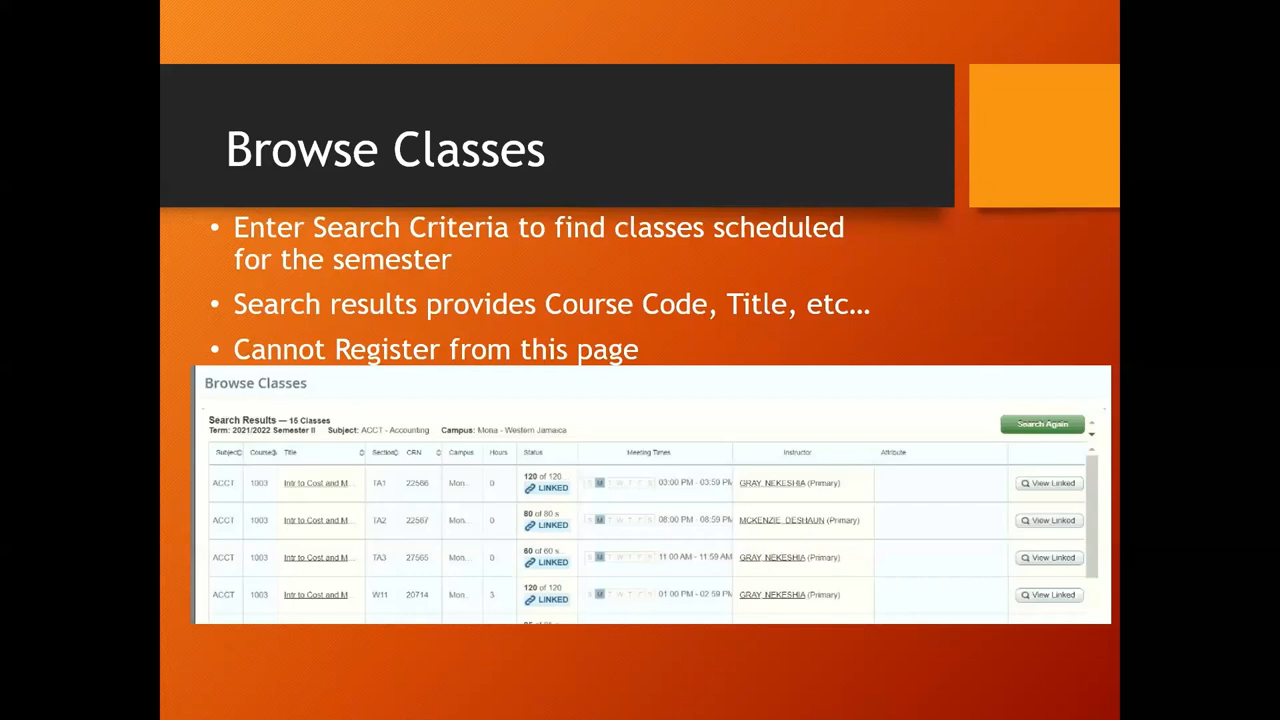 Browse Classes
• Enter Search Criteria to find classes scheduled
for the semester
• Search results provides Course Code, Title, etc…
• Cannot Register from this page
Browse Classes
Search Results — 15 Classes
Term: 2021/2022 Semester II Subject: ACCT - Accounting Campus: Mona - Western Jamaica
Search Again
Subject Course Title Section CRN Campus Hours Status Meeting Times Instructor Attribute
ACCT 1003 Intr to Cost and M... TA1 22566 Mon... 0 120 of 120 LINKED S M T W T F S 03:00 PM - 03:59 PM GRAY, NEKESHIA (Primary) View Linked
ACCT 1003 Intr to Cost and M... TA2 22567 Mon... 0 80 of 80 s LINKED S M T W T F S 08:00 PM - 08:59 PM MCKENZIE, DESHAUN (Primary) View Linked
ACCT 1003 Intr to Cost and M... TA3 27565 Mon... 0 60 of 60 s... LINKED S M T W T F S 11:00 AM - 11:59 AM GRAY, NEKESHIA (Primary) View Linked
ACCT 1003 Intr to Cost and M... W11 20714 Mon... 3 120 of 120 LINKED S M T W T F S 01:00 PM - 02:59 PM GRAY, NEKESHIA (Primary) View Linked